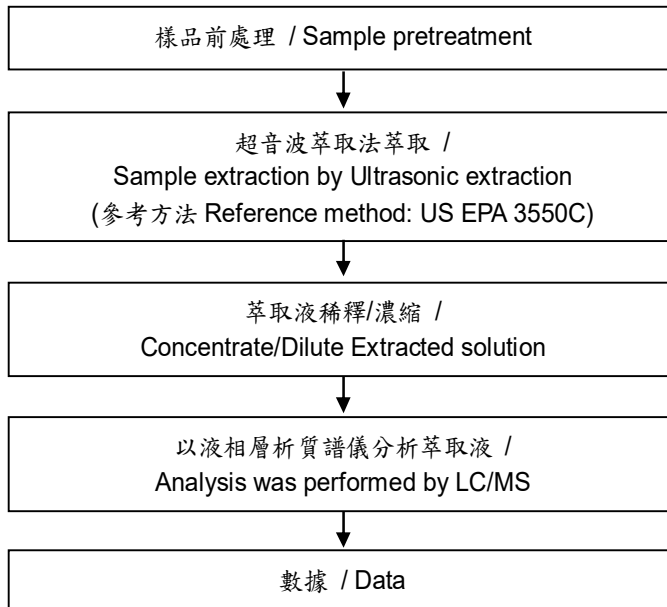 樣品前處理 / Sample pretreatment
超音波萃取法萃取 /
Sample extraction by Ultrasonic extraction
(參考方法 Reference method: US EPA 3550C)
萃取液稀釋/濃縮 /
Concentrate/Dilute Extracted solution
以液相層析質譜儀分析萃取液 /
Analysis was performed by LC/MS
數據 / Data